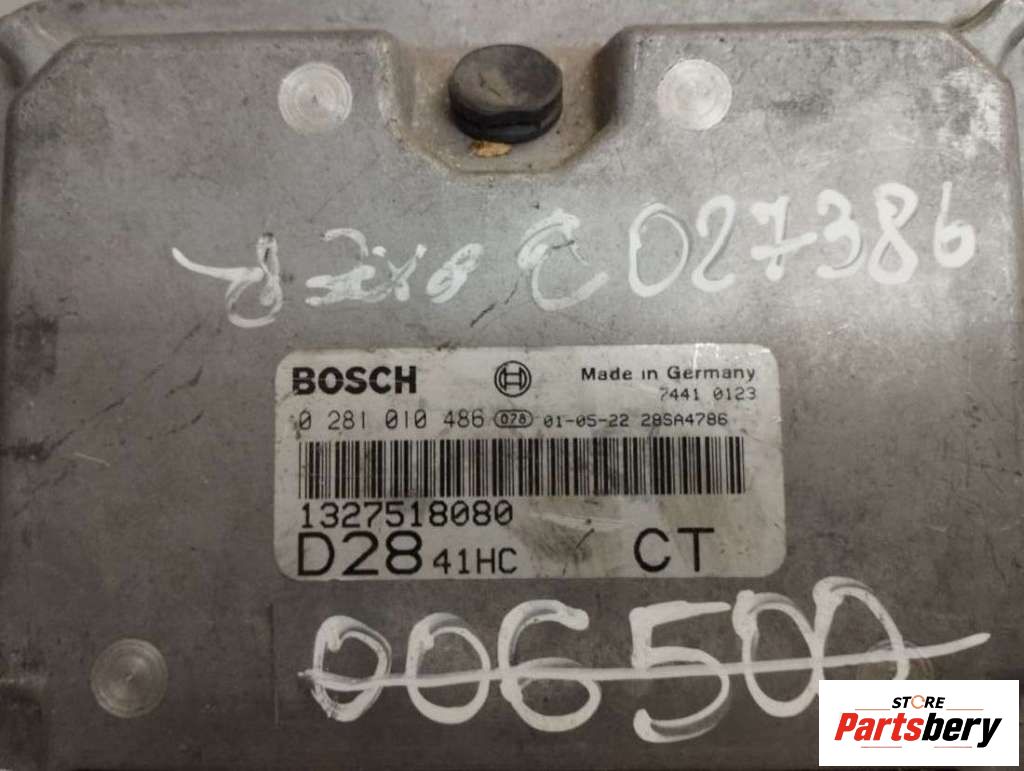 027386
BOSCH Made in Germany
7441 0123
0 281 010 486 078 01-05-22 28SA4786
1327518080
D28 41HC CT
006500
STORE
Partsbery